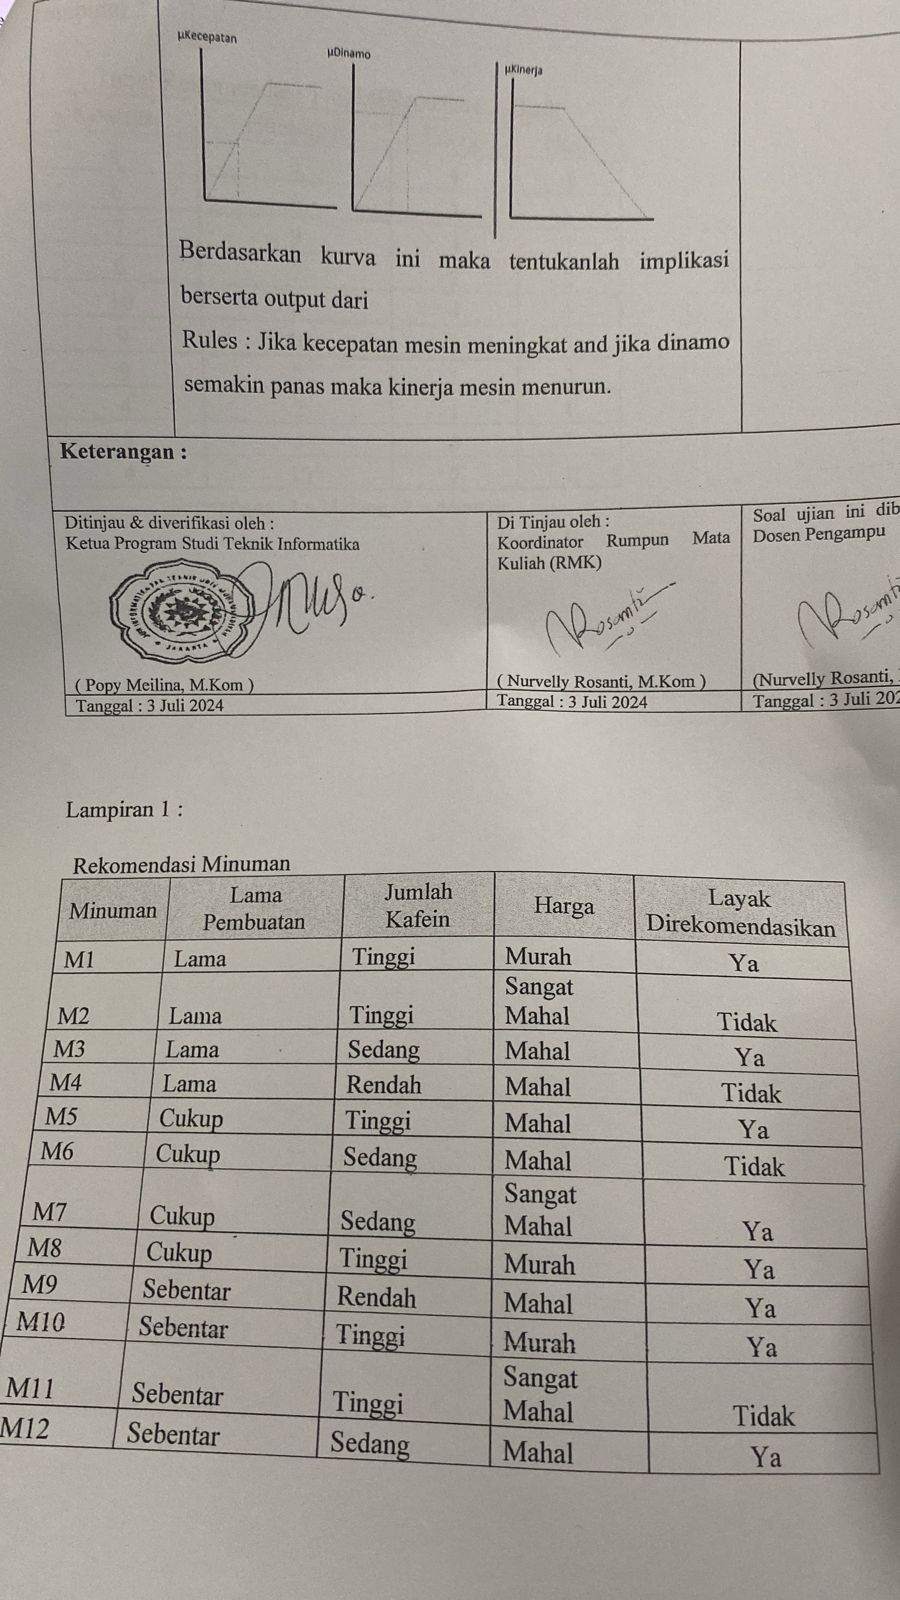 µKecepatan
µDinamo
µKinerja
Berdasarkan kurva ini maka tentukanlah implikasi
berserta output dari
Rules : Jika kecepatan mesin meningkat and jika dinamo
semakin panas maka kinerja mesin menurun.
Keterangan :
Ditinjau & diverifikasi oleh :
Ketua Program Studi Teknik Informatika
( Popy Meilina, M.Kom )
Tanggal : 3 Juli 2024
Di Tinjau oleh :
Koordinator Rumpun Mata
Kuliah (RMK)
Rosanti
( Nurvelly Rosanti, M.Kom )
Tanggal : 3 Juli 2024
Soal ujian ini dib
Dosen Pengampu
(Nurvelly Rosanti,
Tanggal : 3 Juli 202
JAKARTA
Lampiran 1 :
Rekomendasi Minuman
Minuman Lama Pembuatan Jumlah Kafein Harga Layak Direkomendasikan
M1 Lama Tinggi Murah Ya
M2 Lama Tinggi Sangat Mahal Tidak
M3 Lama Sedang Mahal Ya
M4 Lama Rendah Mahal Tidak
M5 Cukup Tinggi Mahal Ya
M6 Cukup Sedang Mahal Tidak
M7 Cukup Sedang Sangat Mahal Ya
M8 Cukup Tinggi Murah Ya
M9 Sebentar Rendah Mahal Ya
M10 Sebentar Tinggi Murah Ya
M11 Sebentar Tinggi Sangat Mahal Tidak
M12 Sebentar Sedang Mahal Ya